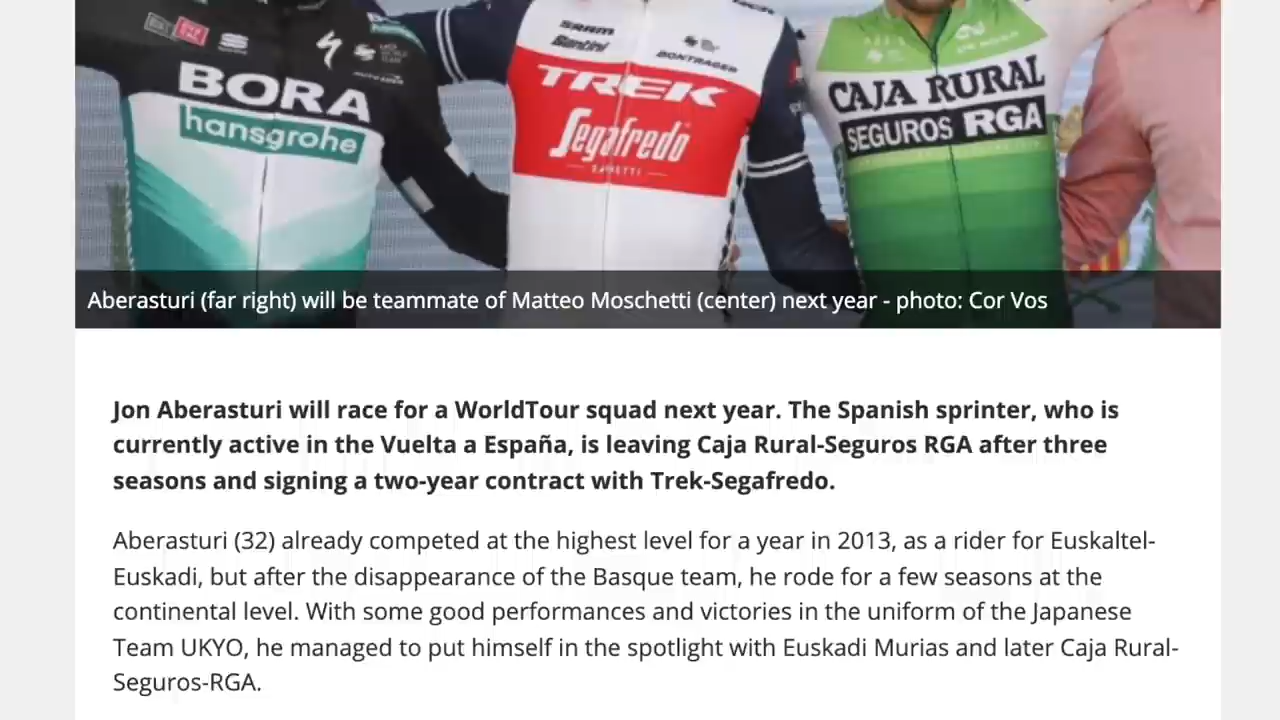 SRAM
Santini
BONTRAGER
BORA
hansgrohe
TREK
Segafredo
ZANETTI
CAJA RURAL
SEGUROS RGA
Aberasturi (far right) will be teammate of Matteo Moschetti (center) next year - photo: Cor Vos
Jon Aberasturi will race for a WorldTour squad next year. The Spanish sprinter, who is
currently active in the Vuelta a España, is leaving Caja Rural-Seguros RGA after three
seasons and signing a two-year contract with Trek-Segafredo.
Aberasturi (32) already competed at the highest level for a year in 2013, as a rider for Euskaltel-
Euskadi, but after the disappearance of the Basque team, he rode for a few seasons at the
continental level. With some good performances and victories in the uniform of the Japanese
Team UKYO, he managed to put himself in the spotlight with Euskadi Murias and later Caja Rural-
Seguros-RGA.